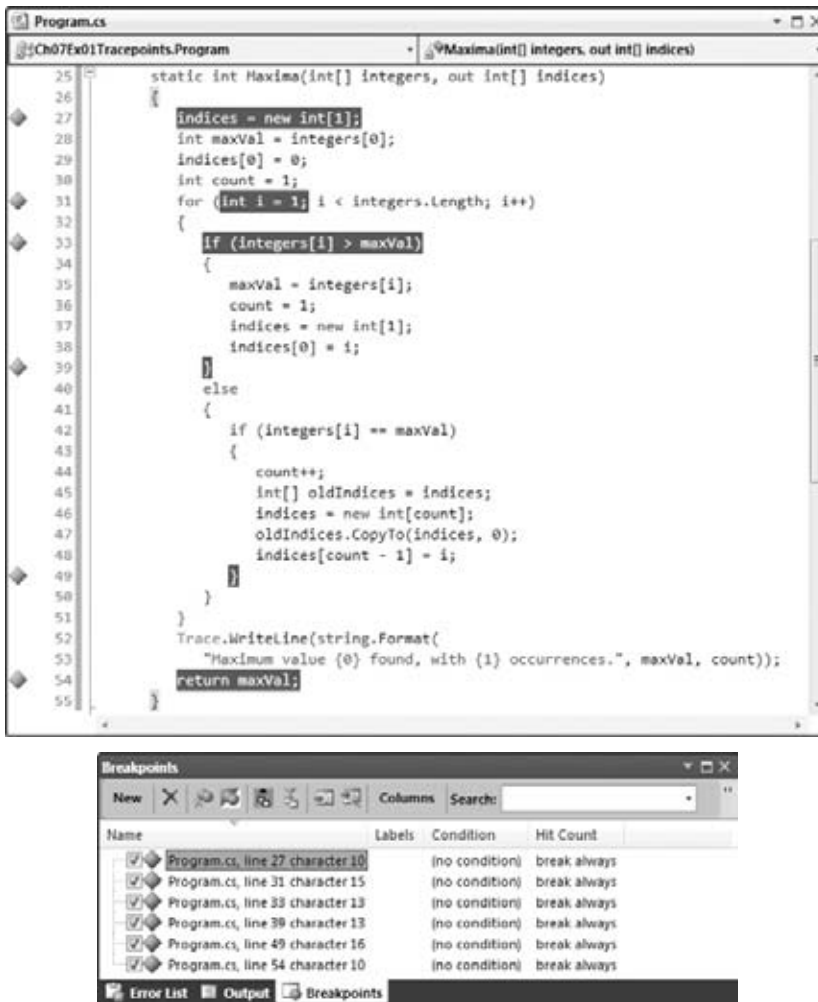 Program.cs
Ch07Ex01Tracepoints.Program
Maxima(int[] integers, out int[] indices)
25 static int Maxima(int[] integers, out int[] indices)
26 {
27 indices = new int[1];
28 int maxVal = integers[0];
29 indices[0] = 0;
30 int count = 1;
31 for (int i = 1; i < integers.Length; i++)
32 {
33 if (integers[i] > maxVal)
34 {
35 maxVal = integers[i];
36 count = 1;
37 indices = new int[1];
38 indices[0] = i;
39 }
40 else
41 {
42 if (integers[i] == maxVal)
43 {
44 count++;
45 int[] oldIndices = indices;
46 indices = new int[count];
47 oldIndices.CopyTo(indices, 0);
48 indices[count - 1] = i;
49 }
50 }
51 }
52 Trace.WriteLine(string.Format(
53 "Maximum value {0} found, with {1} occurrences.", maxVal, count));
54 return maxVal;
55 }
Breakpoints
New Columns Search:
Name Labels Condition Hit Count
Program.cs, line 27 character 10 (no condition) break always
Program.cs, line 31 character 15 (no condition) break always
Program.cs, line 33 character 13 (no condition) break always
Program.cs, line 39 character 13 (no condition) break always
Program.cs, line 49 character 16 (no condition) break always
Program.cs, line 54 character 10 (no condition) break always
Error List Output Breakpoints